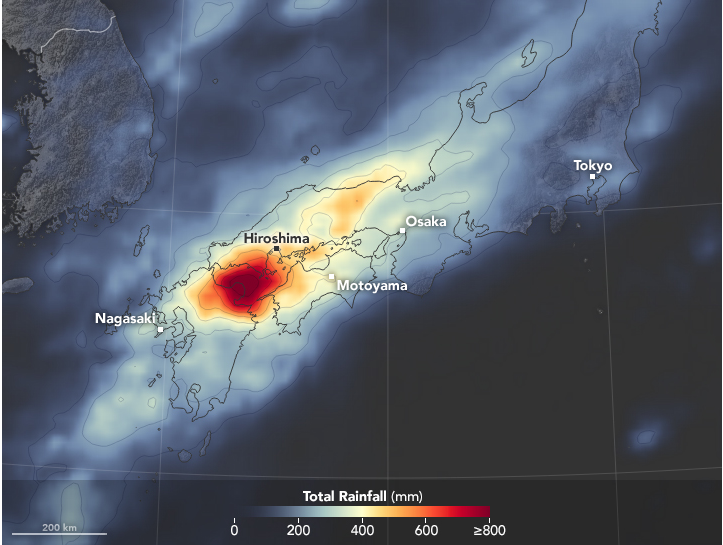 Tokyo
Osaka
Hiroshima
Motoyama
Nagasaki
Total Rainfall (mm)
200 km
0 200 400 600 ≥800